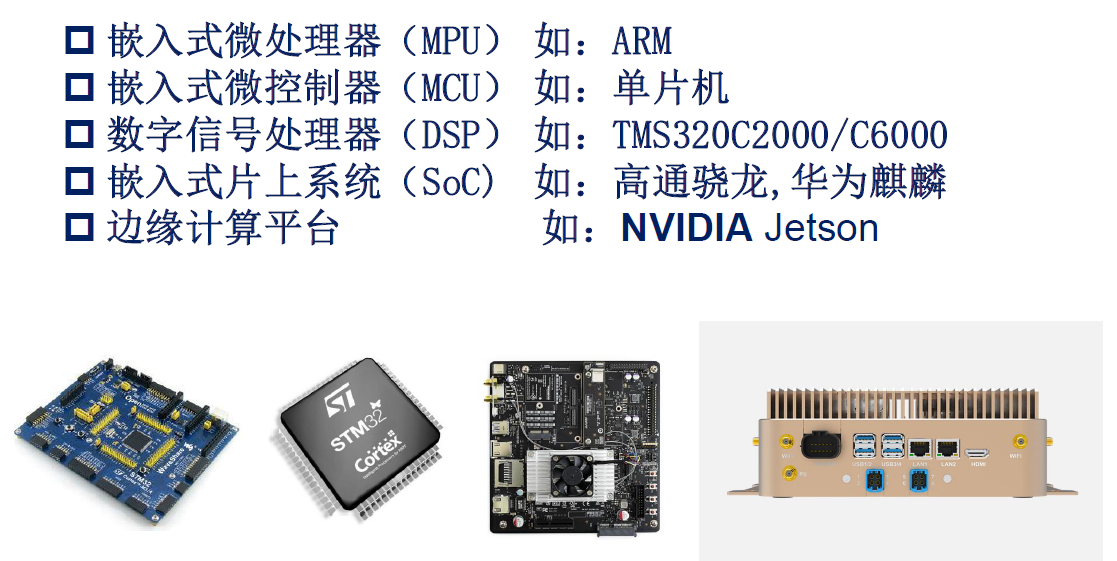 嵌入式微处理器（MPU） 如：ARM
嵌入式微控制器（MCU） 如：单片机
数字信号处理器（DSP） 如：TMS320C2000/C6000
嵌入式片上系统（SoC） 如：高通骁龙,华为麒麟
边缘计算平台 如：NVIDIA Jetson
ST
STM32
Cortex
USB1/2 USB3/4 LAN1 LAN2 HDMI WIFI